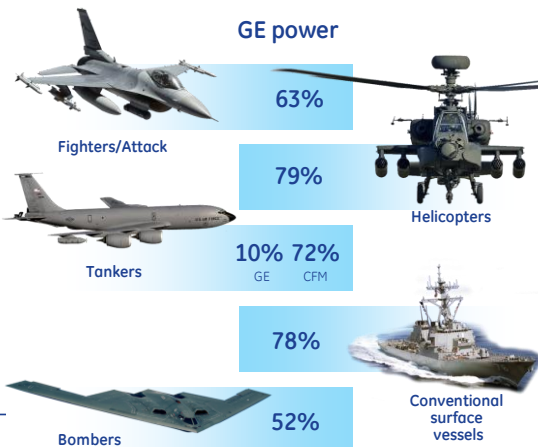 GE power
63%
Fighters/Attack
79%
Helicopters
10% 72%
GE CFM
Tankers
78%
Conventional
surface
vessels
52%
Bombers